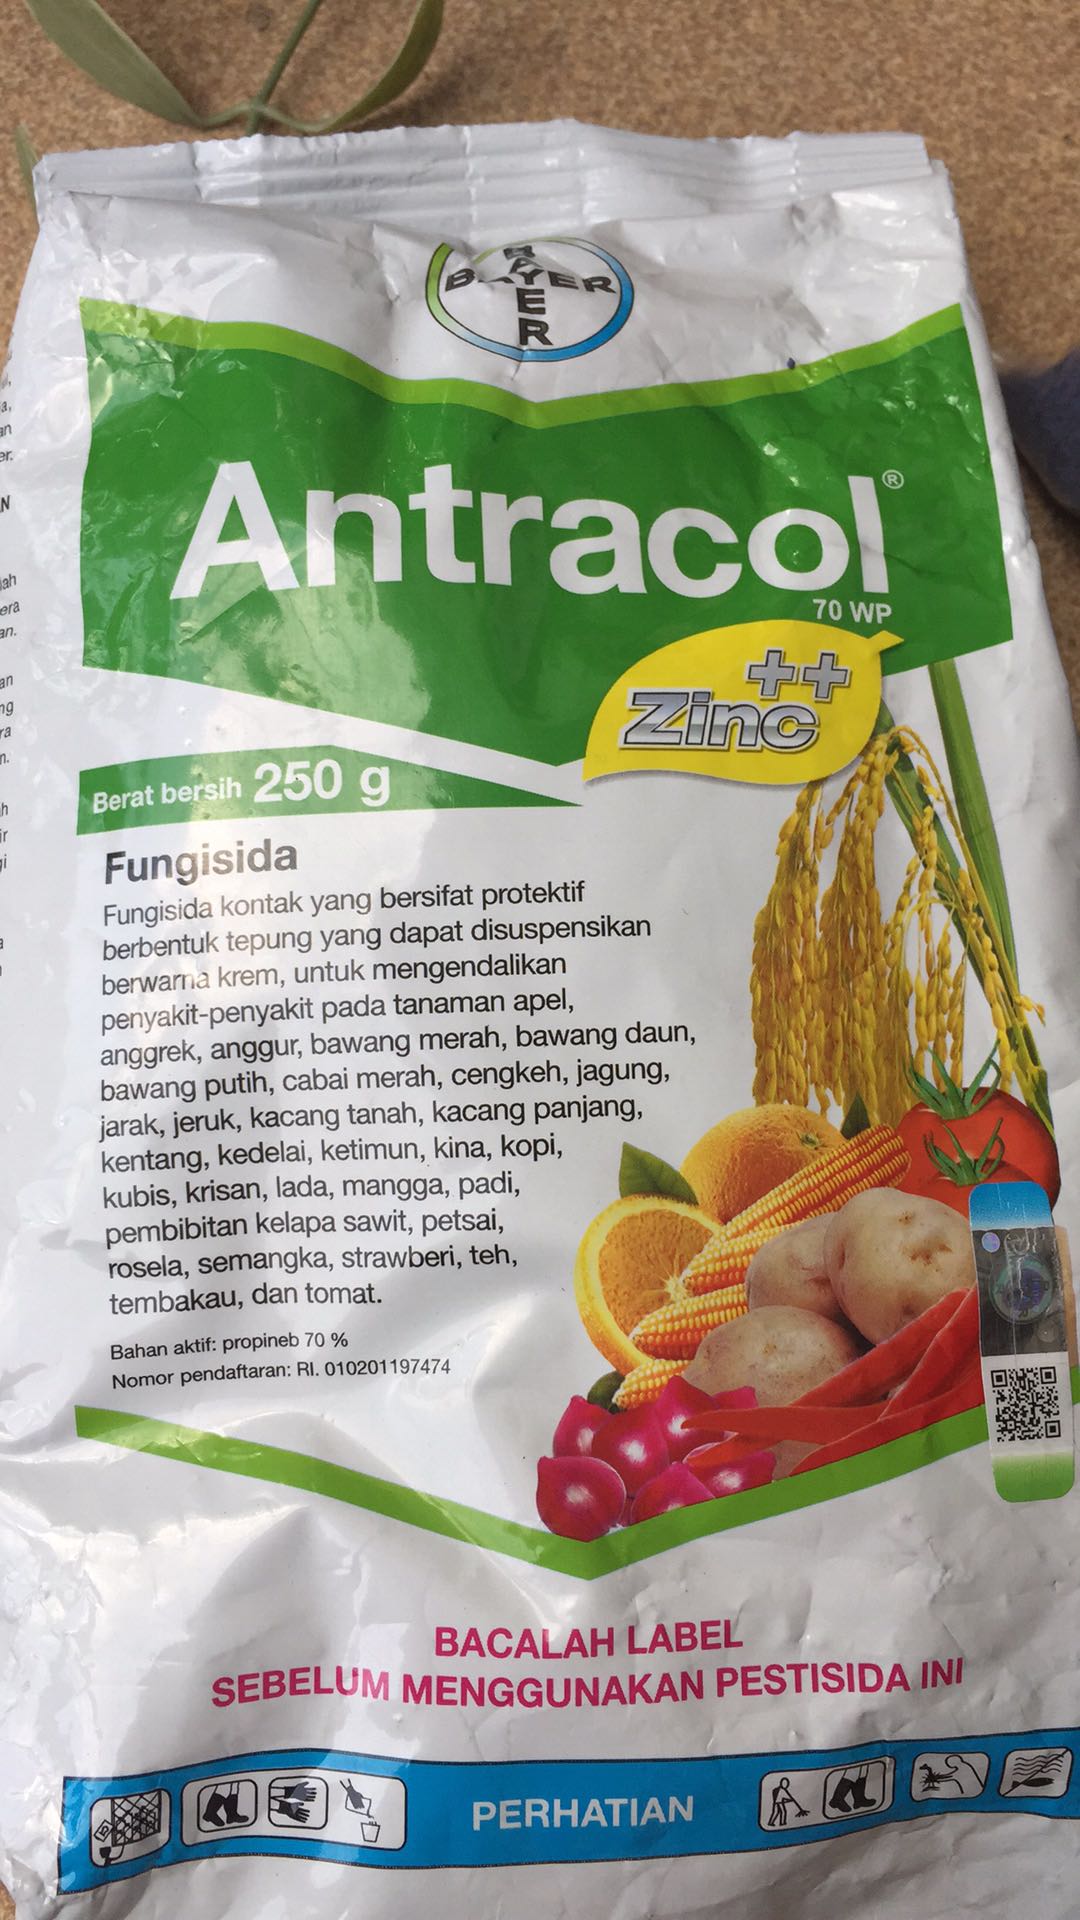 BAYER
BAYER
Antracol®
70 WP
Zinc++
Berat bersih 250 g
Fungisida
Fungisida kontak yang bersifat protektif
berbentuk tepung yang dapat disuspensikan
berwarna krem, untuk mengendalikan
penyakit-penyakit pada tanaman apel,
anggrek, anggur, bawang merah, bawang daun,
bawang putih, cabai merah, cengkeh, jagung,
jarak, jeruk, kacang tanah, kacang panjang,
kentang, kedelai, ketimun, kina, kopi,
kubis, krisan, lada, mangga, padi,
pembibitan kelapa sawit, petsai,
rosela, semangka, strawberi, teh,
tembakau, dan tomat.
Bahan aktif: propineb 70 %
Nomor pendaftaran: RI. 010201197474
BACALAH LABEL
SEBELUM MENGGUNAKAN PESTISIDA INI
PERHATIAN